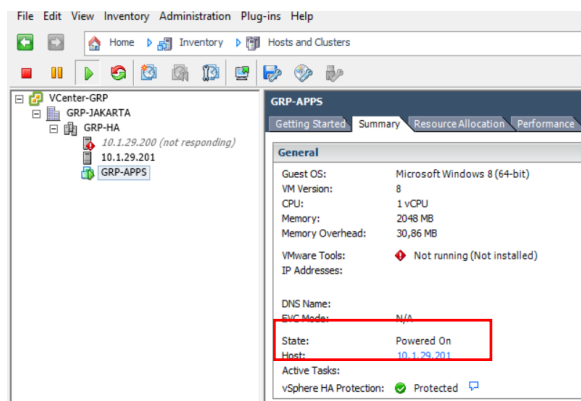 File Edit View Inventory Administration Plug-ins Help
Home Inventory Hosts and Clusters
VCenter-GRP
GRP-JAKARTA
GRP-HA
10.1.29.200 (not responding)
10.1.29.201
GRP-APPS
GRP-APPS
Getting Started Summary Resource Allocation Performance
General
Guest OS: Microsoft Windows 8 (64-bit)
VM Version: 8
CPU: 1 vCPU
Memory: 2048 MB
Memory Overhead: 30,86 MB
VMware Tools: Not running (Not installed)
IP Addresses:
DNS Name:
EVC Mode: N/A
State: Powered On
Host: 10.1.29.201
Active Tasks:
vSphere HA Protection: Protected